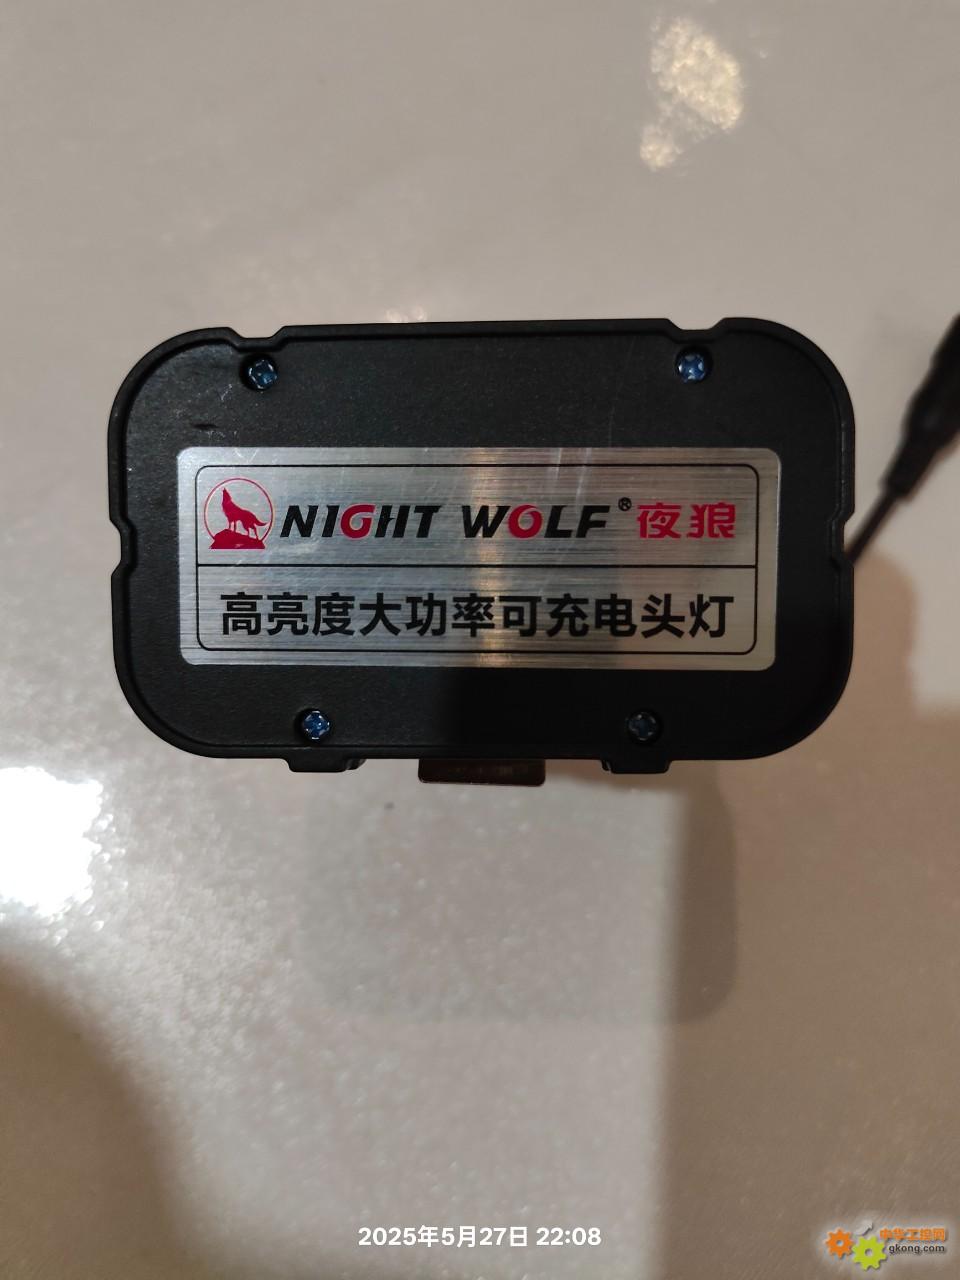 NIGHT WOLF® 夜狼
高亮度大功率可充电头灯
2025年5月27日 22:08
中华工控网
gkong.com